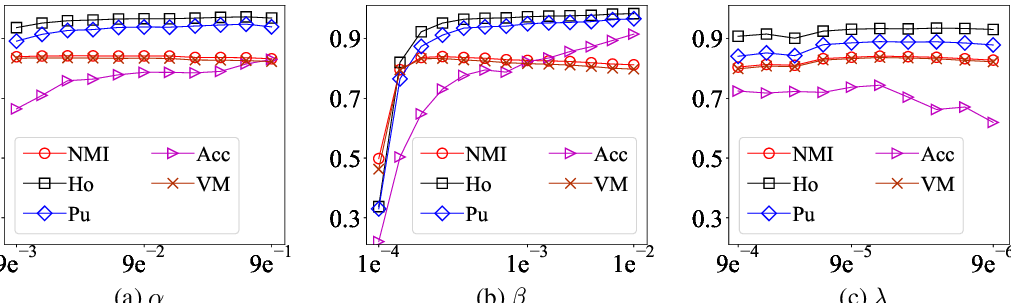 0.9
0.7
0.5
0.3
0.9
0.7
0.5
0.3
NMI Acc
Ho VM
Pu
NMI Acc
Ho VM
Pu
NMI Acc
Ho VM
Pu
9e⁻³ 9e⁻² 9e⁻¹
1e⁻⁴ 1e⁻³ 1e⁻²
9e⁻⁴ 9e⁻⁵ 9e⁻⁶
(a) α
(b) β
(c) λ